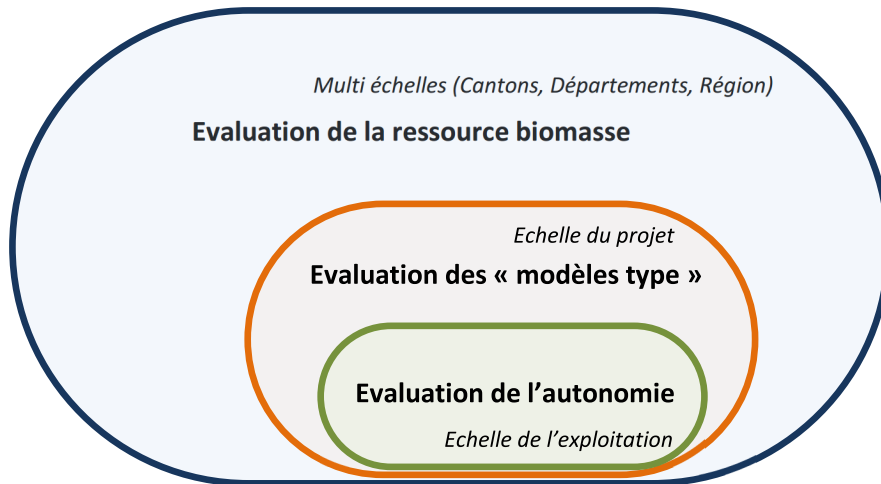 Multi échelles (Cantons, Départements, Région)
Evaluation de la ressource biomasse
Echelle du projet
Evaluation des « modèles type »
Evaluation de l’autonomie
Echelle de l’exploitation